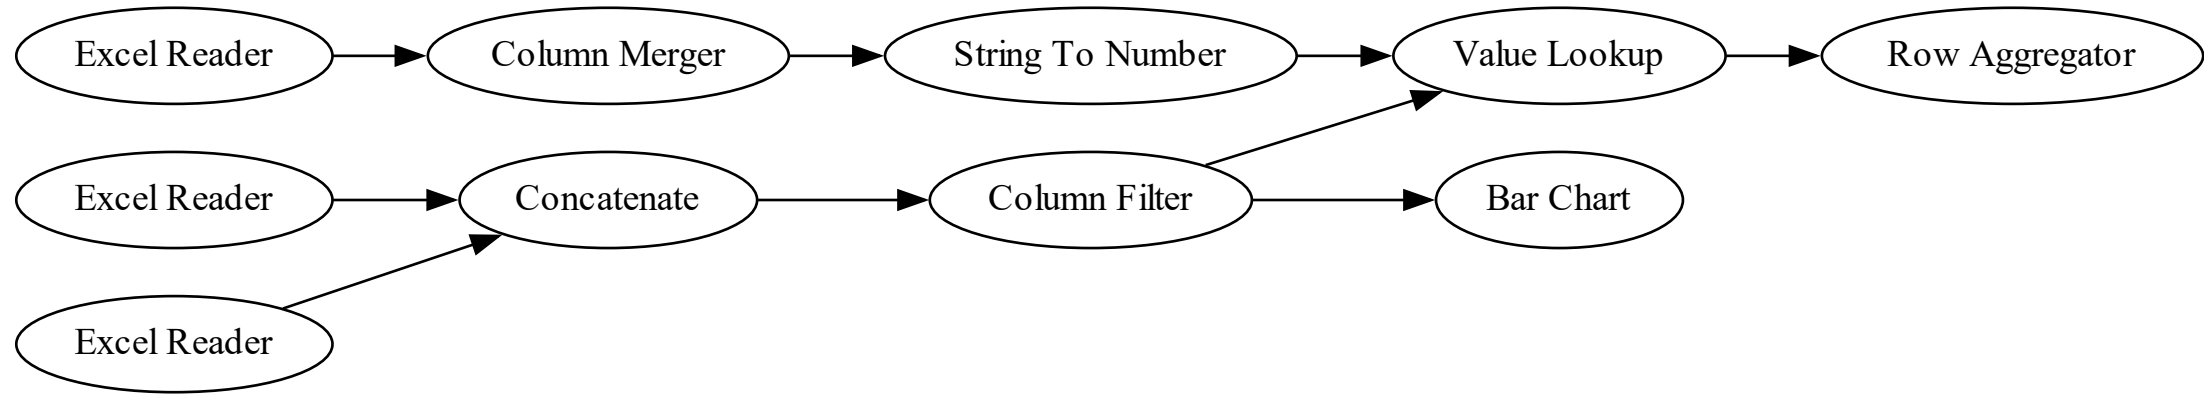 Excel Reader
Column Merger
String To Number
Value Lookup
Row Aggregator
Excel Reader
Concatenate
Column Filter
Bar Chart
Excel Reader